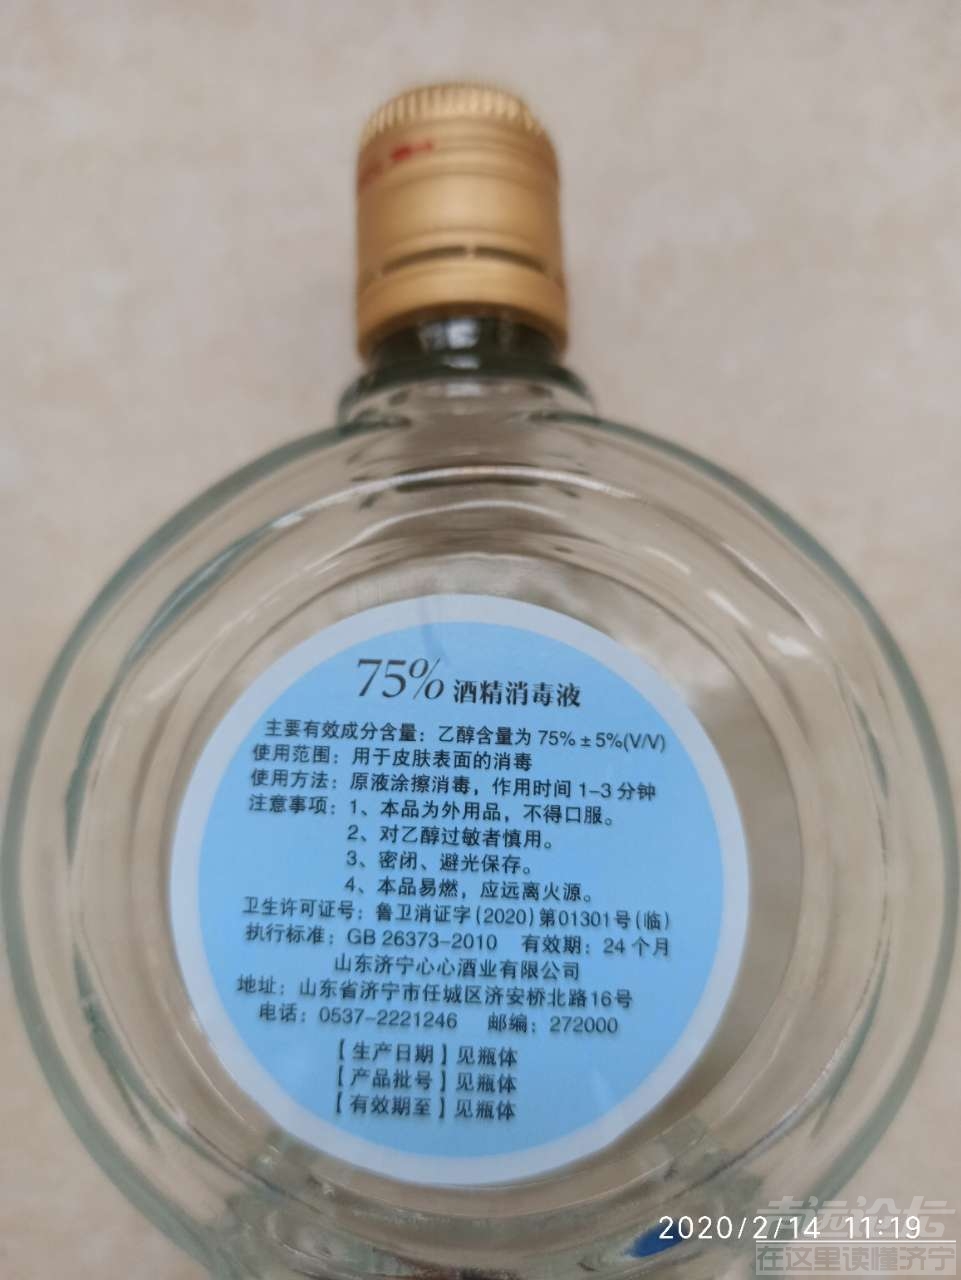 75% 酒精消毒液
主要有效成分含量：乙醇含量为 75%±5%(V/V)
使用范围：用于皮肤表面的消毒
使用方法：原液涂擦消毒，作用时间 1-3 分钟
注意事项：1、本品为外用品，不得口服。
2、对乙醇过敏者慎用。
3、密闭、避光保存。
4、本品易燃，应远离火源。
卫生许可证号：鲁卫消证字(2020)第01301号(临)
执行标准：GB 26373-2010 有效期：24 个月
山东济宁心心酒业有限公司
地址：山东省济宁市任城区济安桥北路16号
电话：0537-2221246 邮编：272000
【生产日期】见瓶体
【产品批号】见瓶体
【有效期至】见瓶体
2020/2/14 11:19
在这里读懂济宁